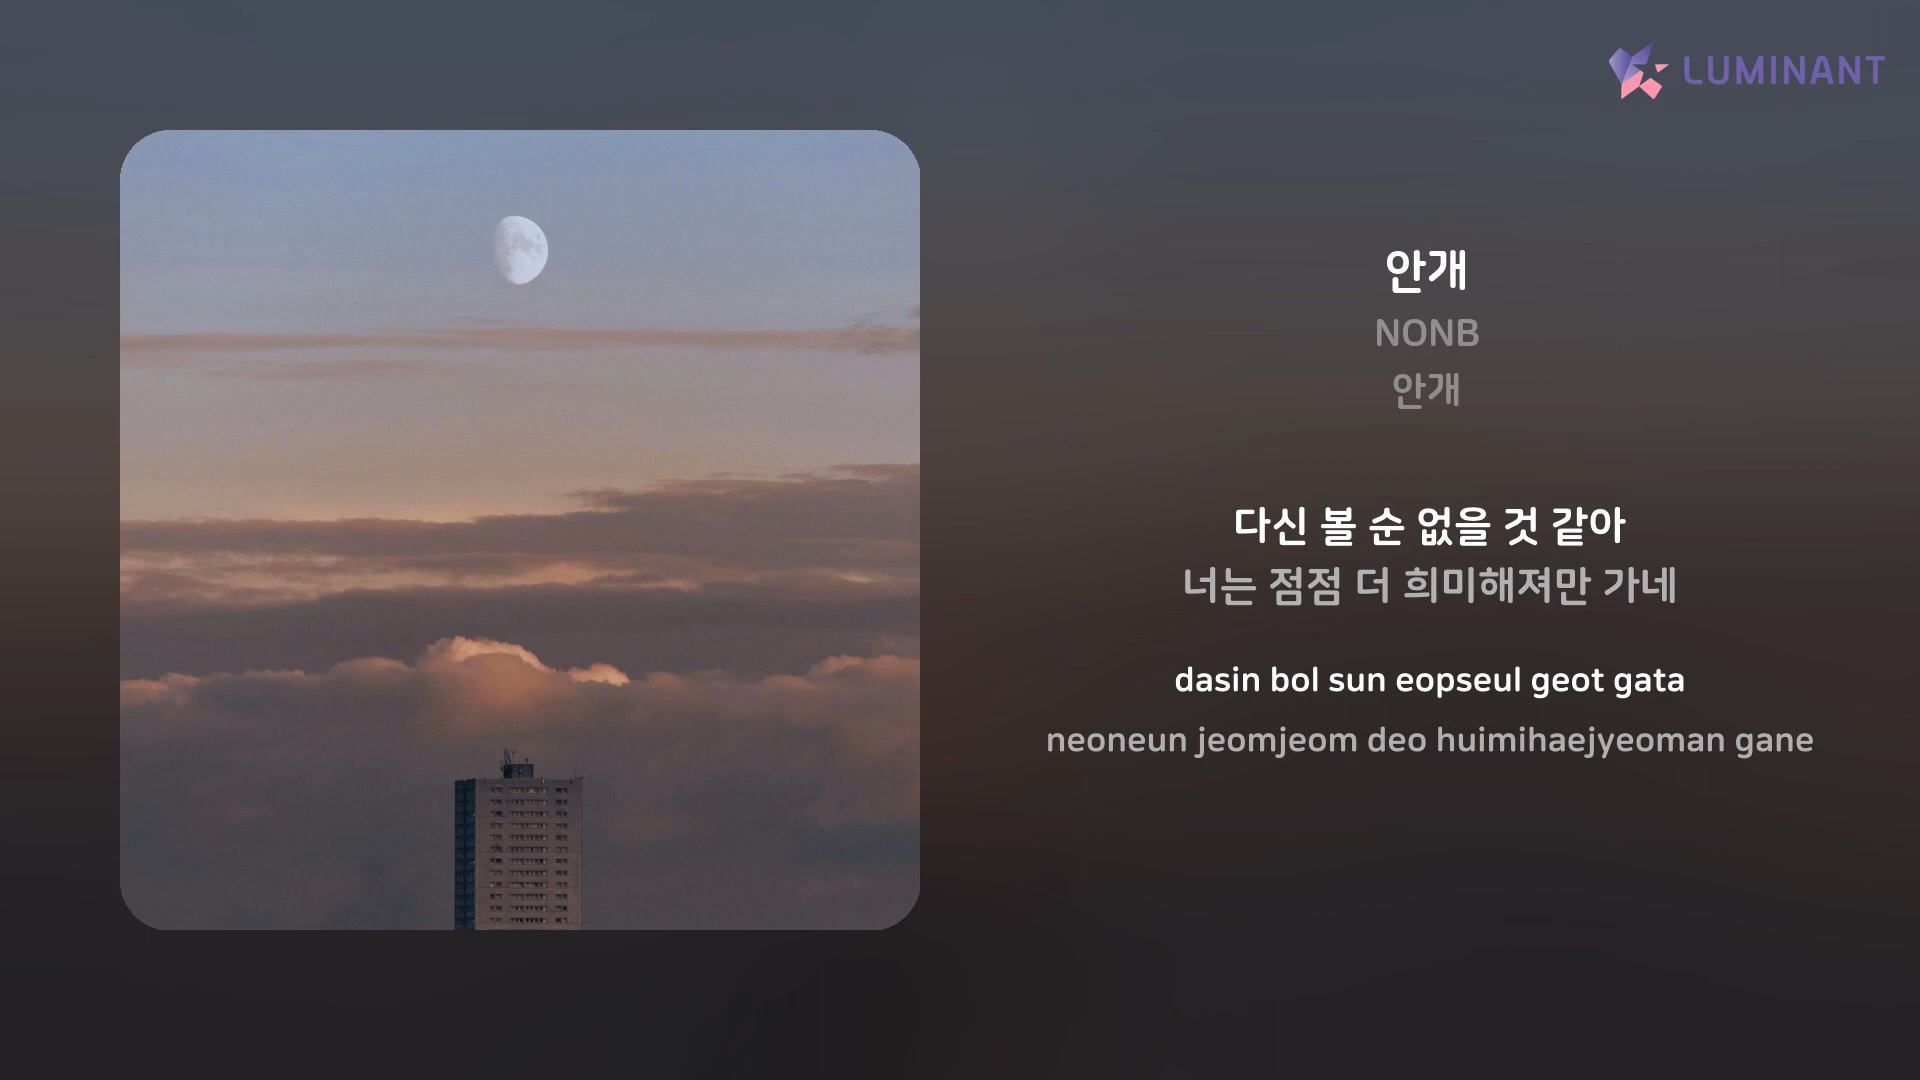 LUMINANT
안개
NONB
안개
다신 볼 순 없을 것 같아
너는 점점 더 희미해져만 가네
dasin bol sun eopseul geot gata
neoneun jeomjeom deo huimihaejyeoman gane